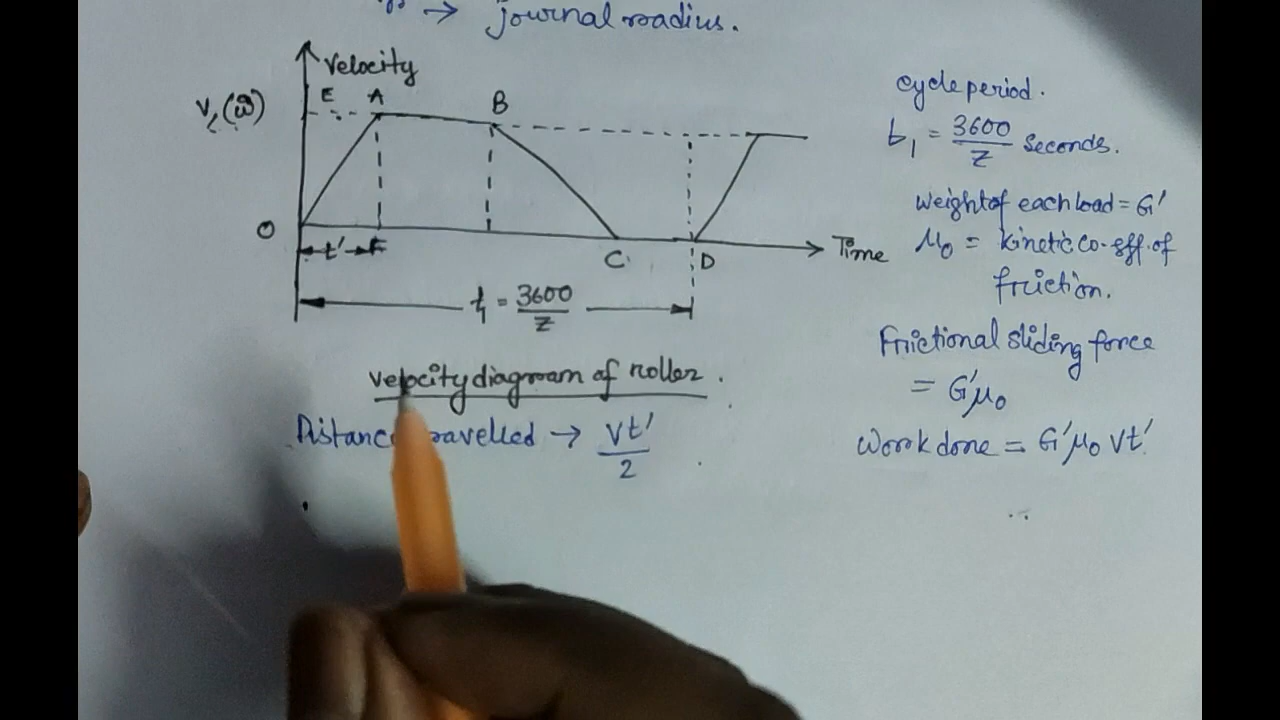 → journal radius.
Velocity
E A B
O
t' F
C. D
Time
t₁ = 3600/Z
Velocity diagram of roller.
Distance travelled → Vt'/2
cycle period.
t₁ = 3600/Z seconds.
weight of each load = G'
μ₀ = kinetic co-eff. of
friction.
Frictional sliding force
= G'μ₀
Work done = G'μ₀ Vt'